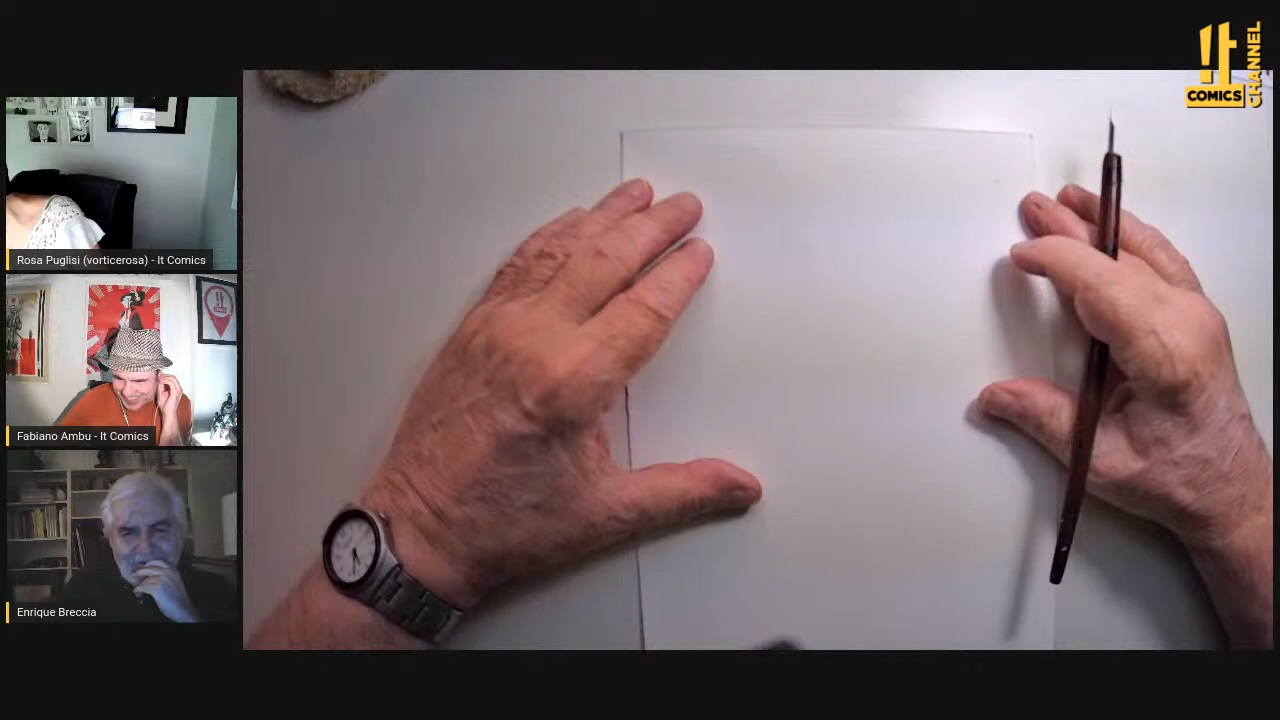 !t
COMICS
CHANNEL
Rosa Puglisi (vorticerosa) - It Comics
Fabiano Ambu - It Comics
Enrique Breccia